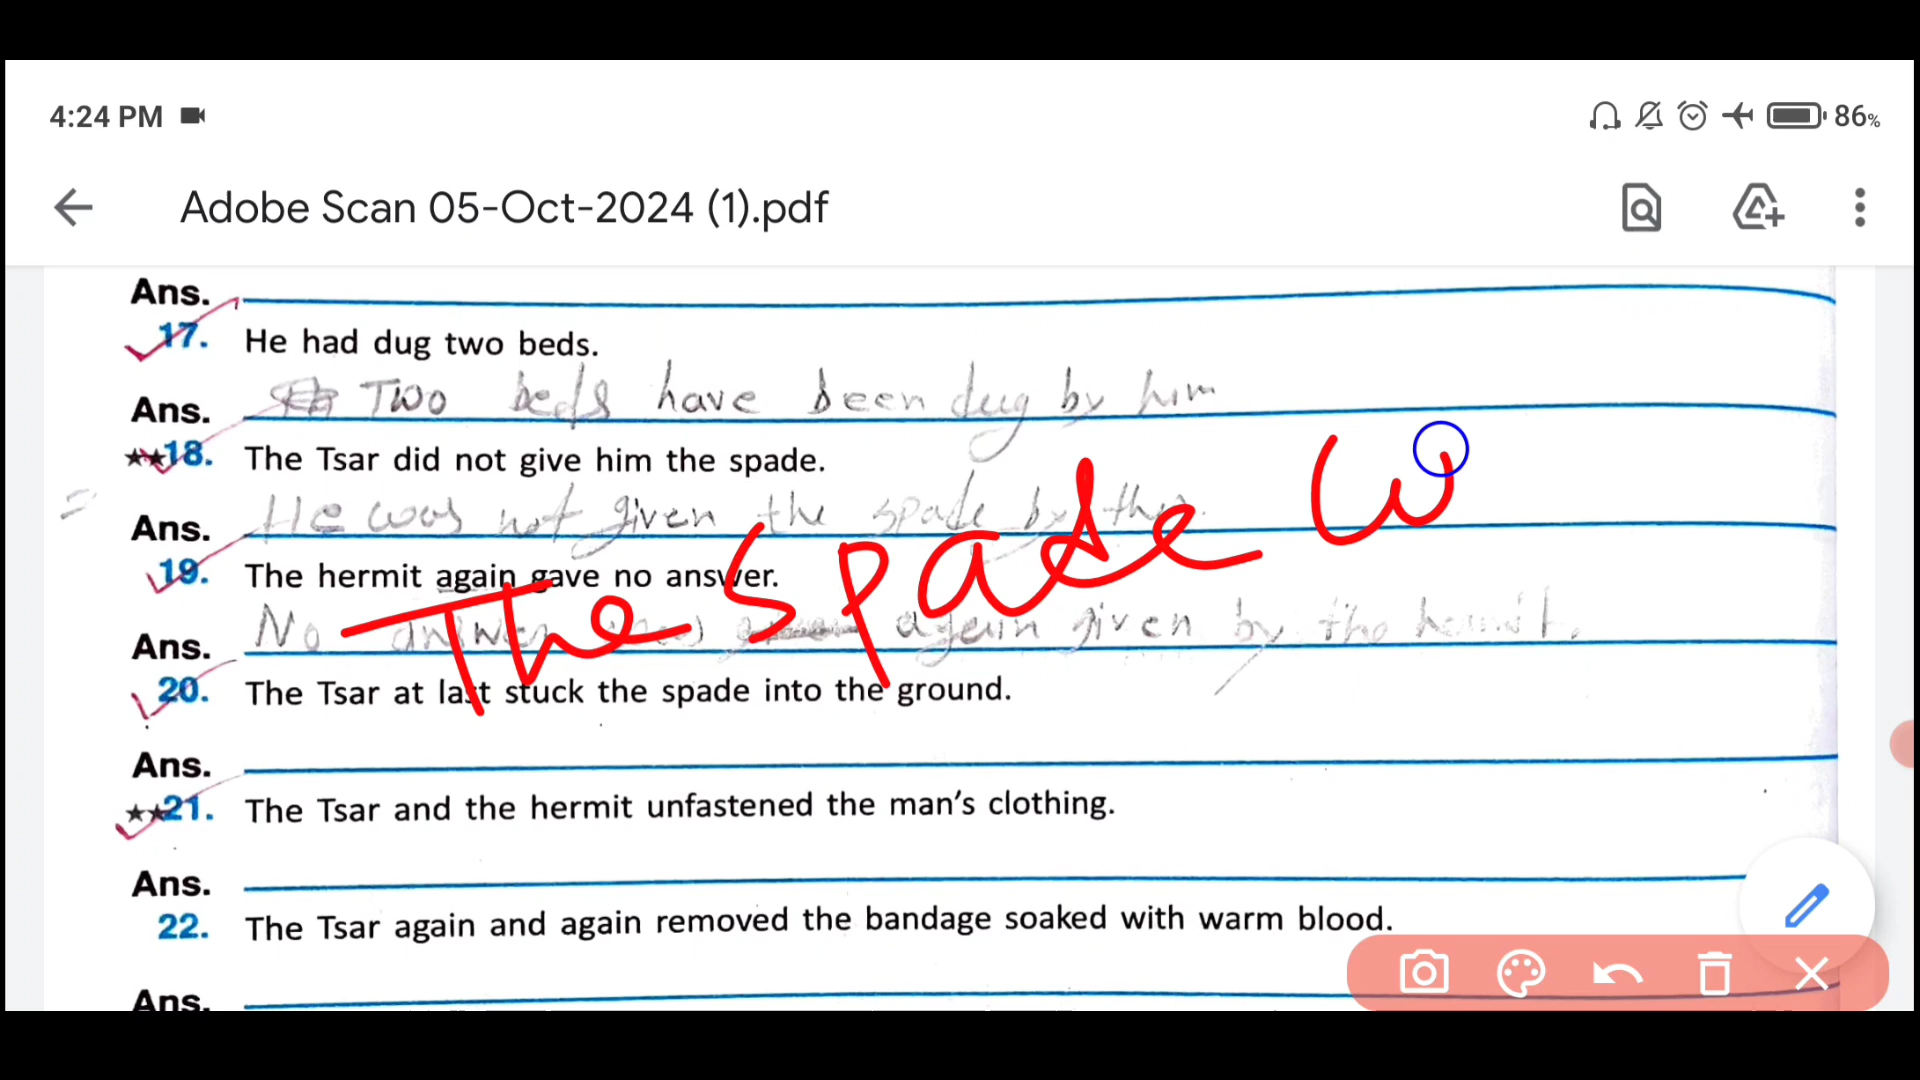 4:24 PM
86%
Adobe Scan 05-Oct-2024 (1).pdf
Ans.
17. He had dug two beds.
Ans. Two beds have been dug by him
★★18. The Tsar did not give him the spade.
Ans. He was not given the spade by the
The spade w
19. The hermit again gave no answer.
Ans. No answer was again given by the hermit.
20. The Tsar at last stuck the spade into the ground.
Ans.
★★21. The Tsar and the hermit unfastened the man's clothing.
Ans.
22. The Tsar again and again removed the bandage soaked with warm blood.
Ans.